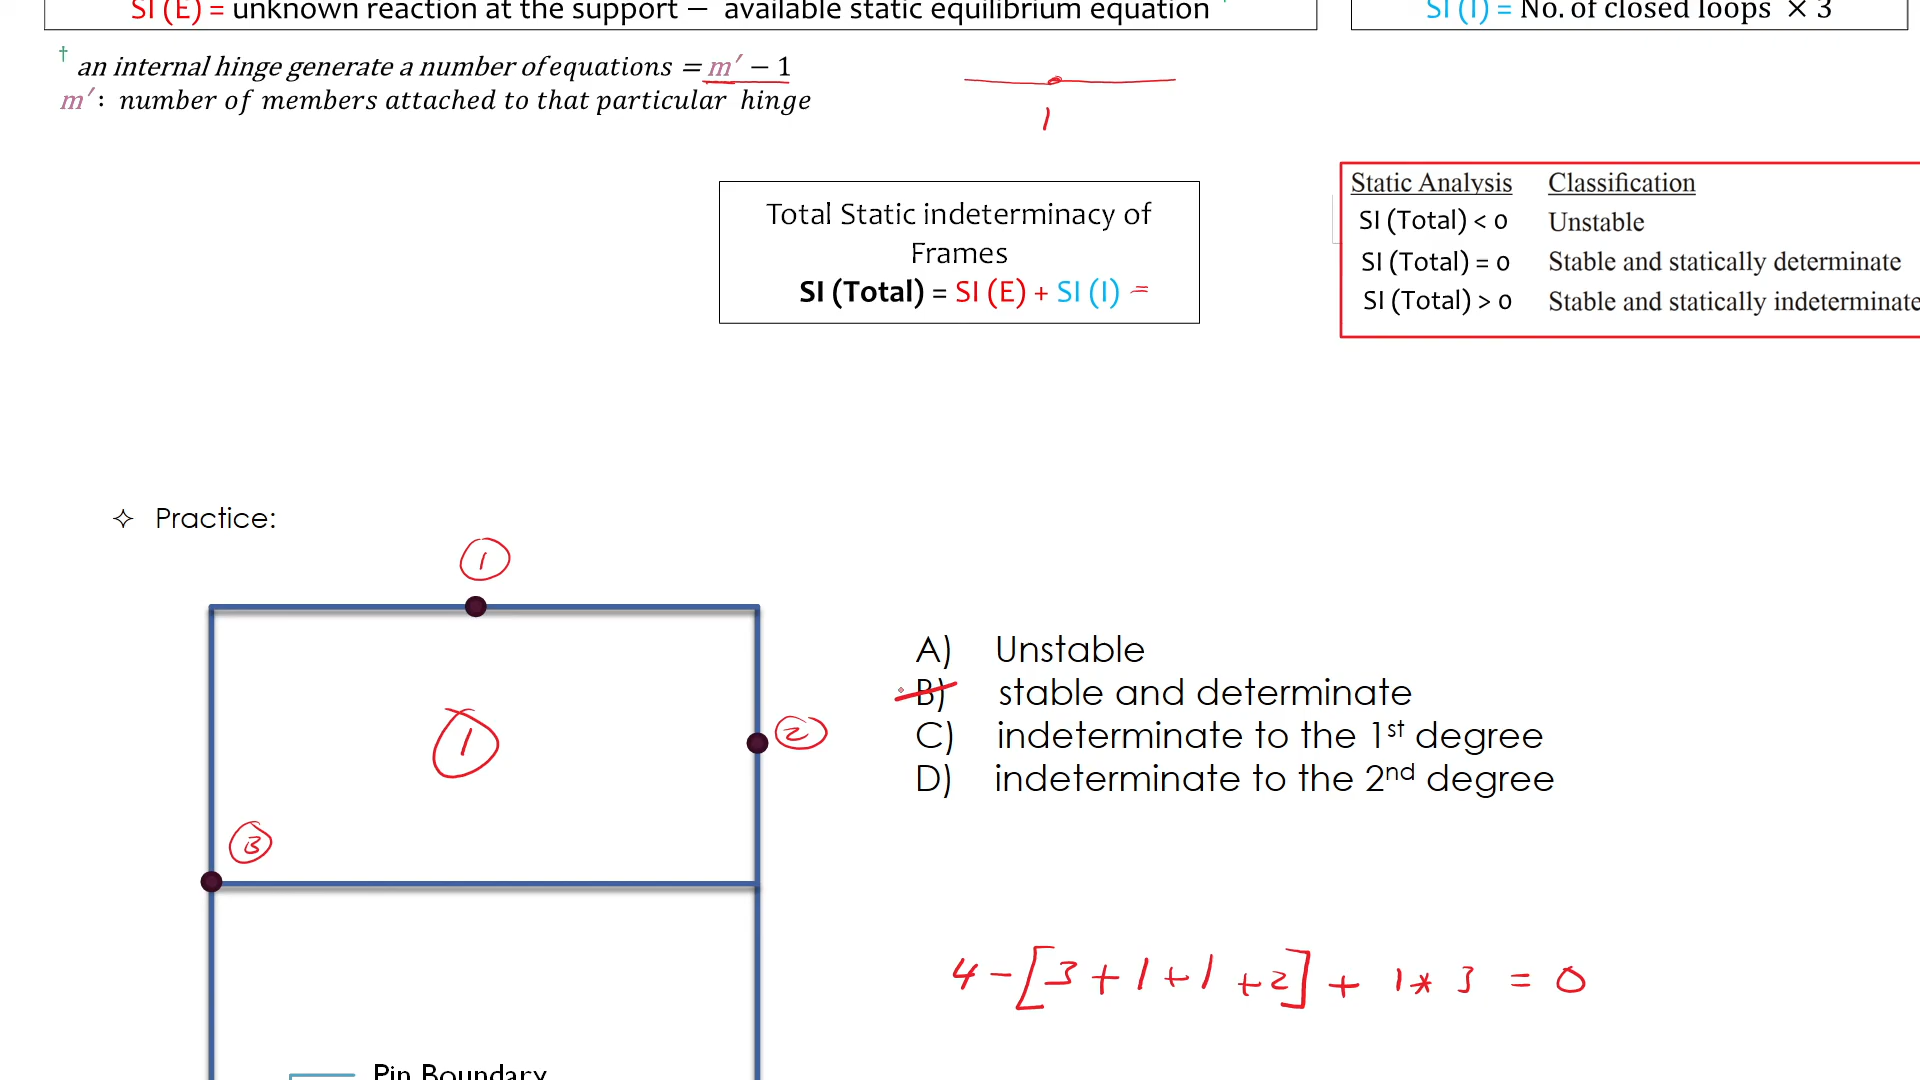 SI (E) = unknown reaction at the support − available static equilibrium equation †
SI (I) = No. of closed loops × 3
† an internal hinge generate a number of equations = m′ − 1
m′: number of members attached to that particular hinge
1
Total Static indeterminacy of
Frames
SI (Total) = SI (E) + SI (I) =
Static Analysis Classification
SI (Total) < 0 Unstable
SI (Total) = 0 Stable and statically determinate
SI (Total) > 0 Stable and statically indeterminate
✧ Practice:
1
A) Unstable
B) stable and determinate
C) indeterminate to the 1st degree
D) indeterminate to the 2nd degree
1
2
3
4 - [3 + 1 + 1 + 2] + 1 * 3 = 0
Pin Boundary